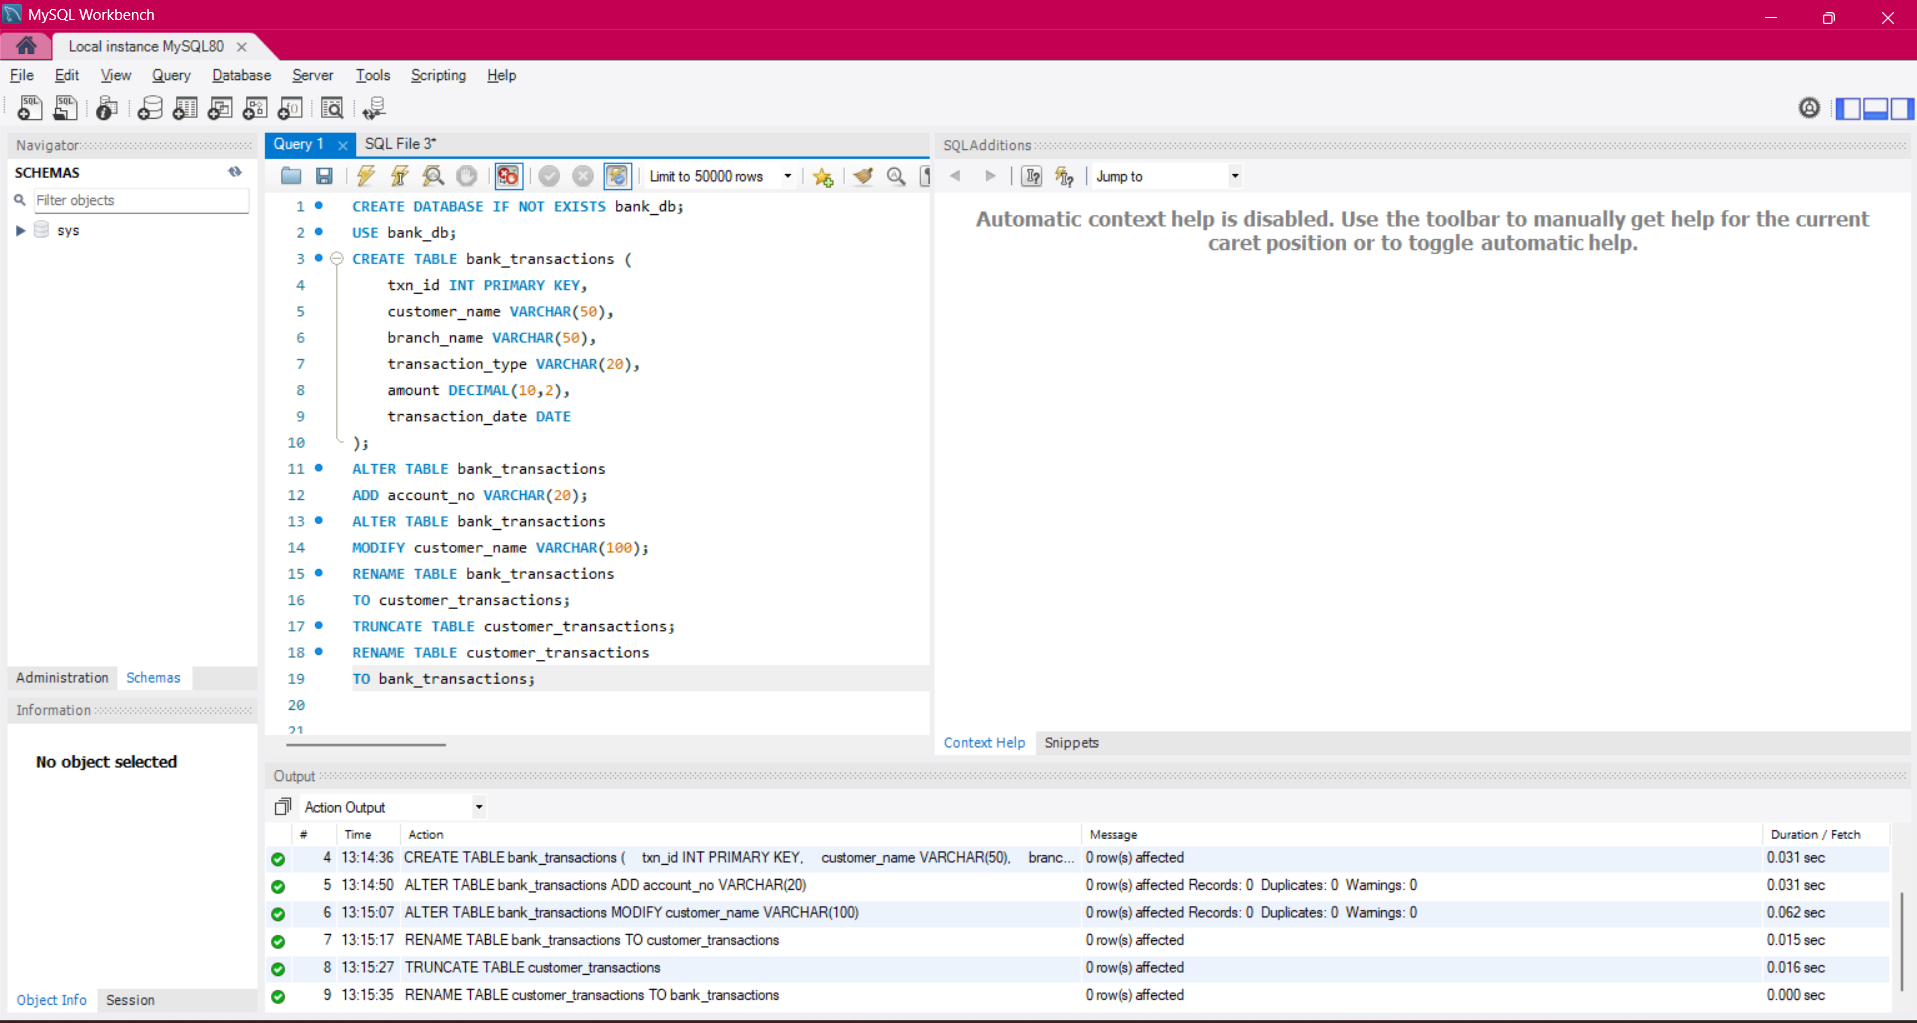 MySQL Workbench
Local instance MySQL80
File Edit View Query Database Server Tools Scripting Help
Navigator
SCHEMAS
Filter objects
sys
Administration Schemas
Information
No object selected
Object Info Session
Query 1 SQL File 3*
Limit to 50000 rows
1 CREATE DATABASE IF NOT EXISTS bank_db;
2 USE bank_db;
3 CREATE TABLE bank_transactions (
4 txn_id INT PRIMARY KEY,
5 customer_name VARCHAR(50),
6 branch_name VARCHAR(50),
7 transaction_type VARCHAR(20),
8 amount DECIMAL(10,2),
9 transaction_date DATE
10 );
11 ALTER TABLE bank_transactions
12 ADD account_no VARCHAR(20);
13 ALTER TABLE bank_transactions
14 MODIFY customer_name VARCHAR(100);
15 RENAME TABLE bank_transactions
16 TO customer_transactions;
17 TRUNCATE TABLE customer_transactions;
18 RENAME TABLE customer_transactions
19 TO bank_transactions;
20
21
SQLAdditions
Jump to
Automatic context help is disabled. Use the toolbar to manually get help for the current
caret position or to toggle automatic help.
Context Help Snippets
Output
Action Output
# Time Action Message Duration / Fetch
4 13:14:36 CREATE TABLE bank_transactions ( txn_id INT PRIMARY KEY, customer_name VARCHAR(50), branc... 0 row(s) affected 0.031 sec
5 13:14:50 ALTER TABLE bank_transactions ADD account_no VARCHAR(20) 0 row(s) affected Records: 0 Duplicates: 0 Warnings: 0 0.031 sec
6 13:15:07 ALTER TABLE bank_transactions MODIFY customer_name VARCHAR(100) 0 row(s) affected Records: 0 Duplicates: 0 Warnings: 0 0.062 sec
7 13:15:17 RENAME TABLE bank_transactions TO customer_transactions 0 row(s) affected 0.015 sec
8 13:15:27 TRUNCATE TABLE customer_transactions 0 row(s) affected 0.016 sec
9 13:15:35 RENAME TABLE customer_transactions TO bank_transactions 0 row(s) affected 0.000 sec